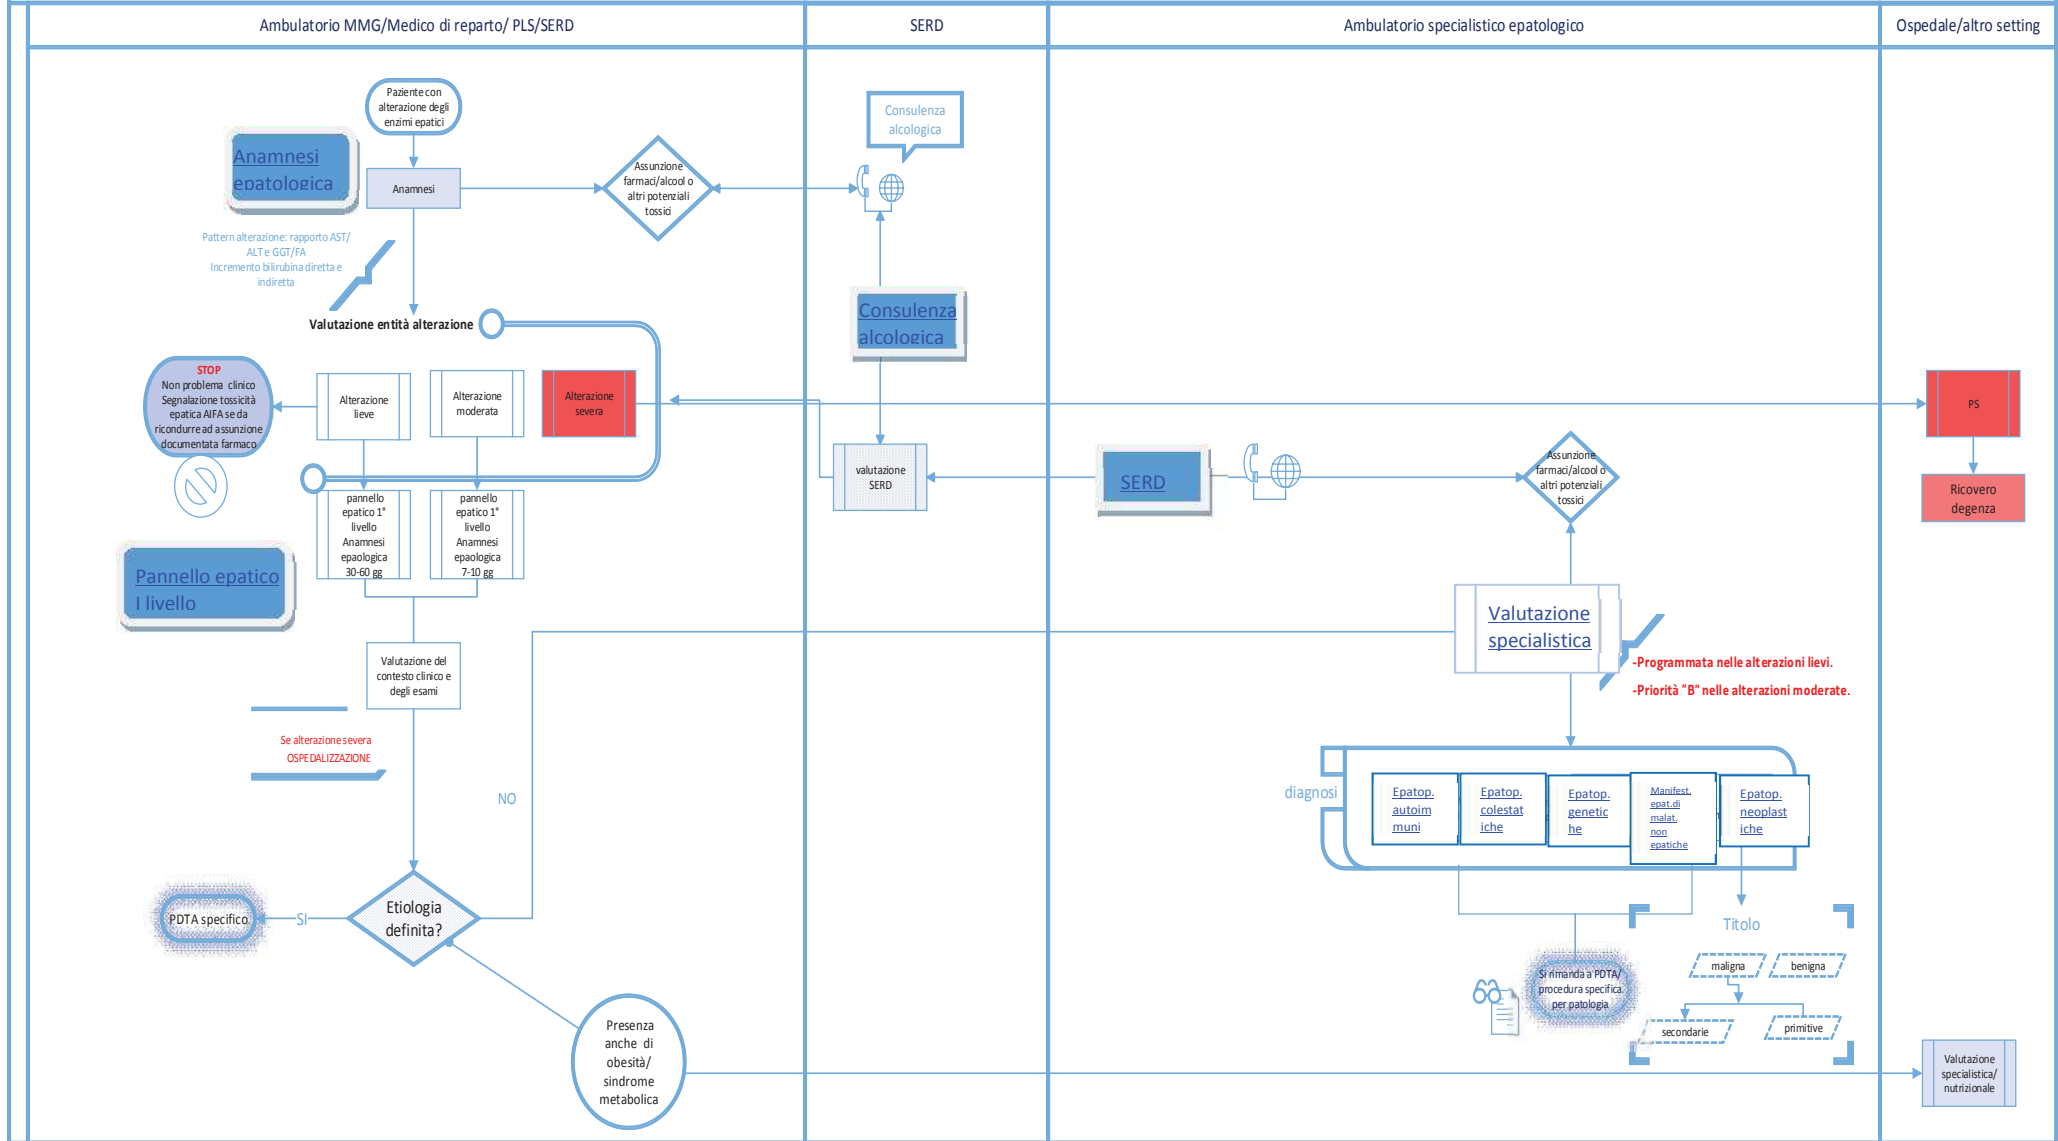 Ambulatorio MMG/Medico di reparto/ PLS/SERD
SERD
Ambulatorio specialistico epatologico
Ospedale/altro setting
Paziente con
alterazione degli
enzimi epatici
Anamnesi
epatologica
Anamnesi
Assunzione
farmaci/alcool o
altri potenziali
tossici
Consulenza
alcologica
Pattern alterazione: rapporto AST/
ALT e GGT/FA
Incremento bilirubina diretta e
indiretta
Valutazione entità alterazione
Consulenza
alcologica
STOP
Non problema clinico
Segnalazione tossicità
epatica AIFA se da
ricondurre ad assunzione
documentata farmaco
Alterazione
lieve
Alterazione
moderata
Alterazione
severa
PS
Ricovero
degenza
valutazione
SERD
SERD
Assunzione
farmaci/alcool o
altri potenziali
tossici
pannello
epatico 1°
livello
Anamnesi
epaologica
30-60 gg
pannello
epatico 1°
livello
Anamnesi
epaologica
7-10 gg
Pannello epatico
I livello
Valutazione
specialistica
-Programmata nelle alterazioni lievi.
-Priorità "B" nelle alterazioni moderate.
Valutazione del
contesto clinico e
degli esami
Se alterazione severa
OSPEDALIZZAZIONE
NO
diagnosi
Epatop.
autoim
muni
Epatop.
colestat
iche
Epatop.
genetic
he
Manifest.
epat.di
malat.
non
epatiche
Epatop.
neoplast
iche
PDTA specifico
SI
Etiologia
definita?
Titolo
maligna
benigna
secondarie
primitive
Si rimanda a PDTA/
procedura specifica
per patologia
Presenza
anche di
obesità/
sindrome
metabolica
Valutazione
specialistica/
nutrizionale